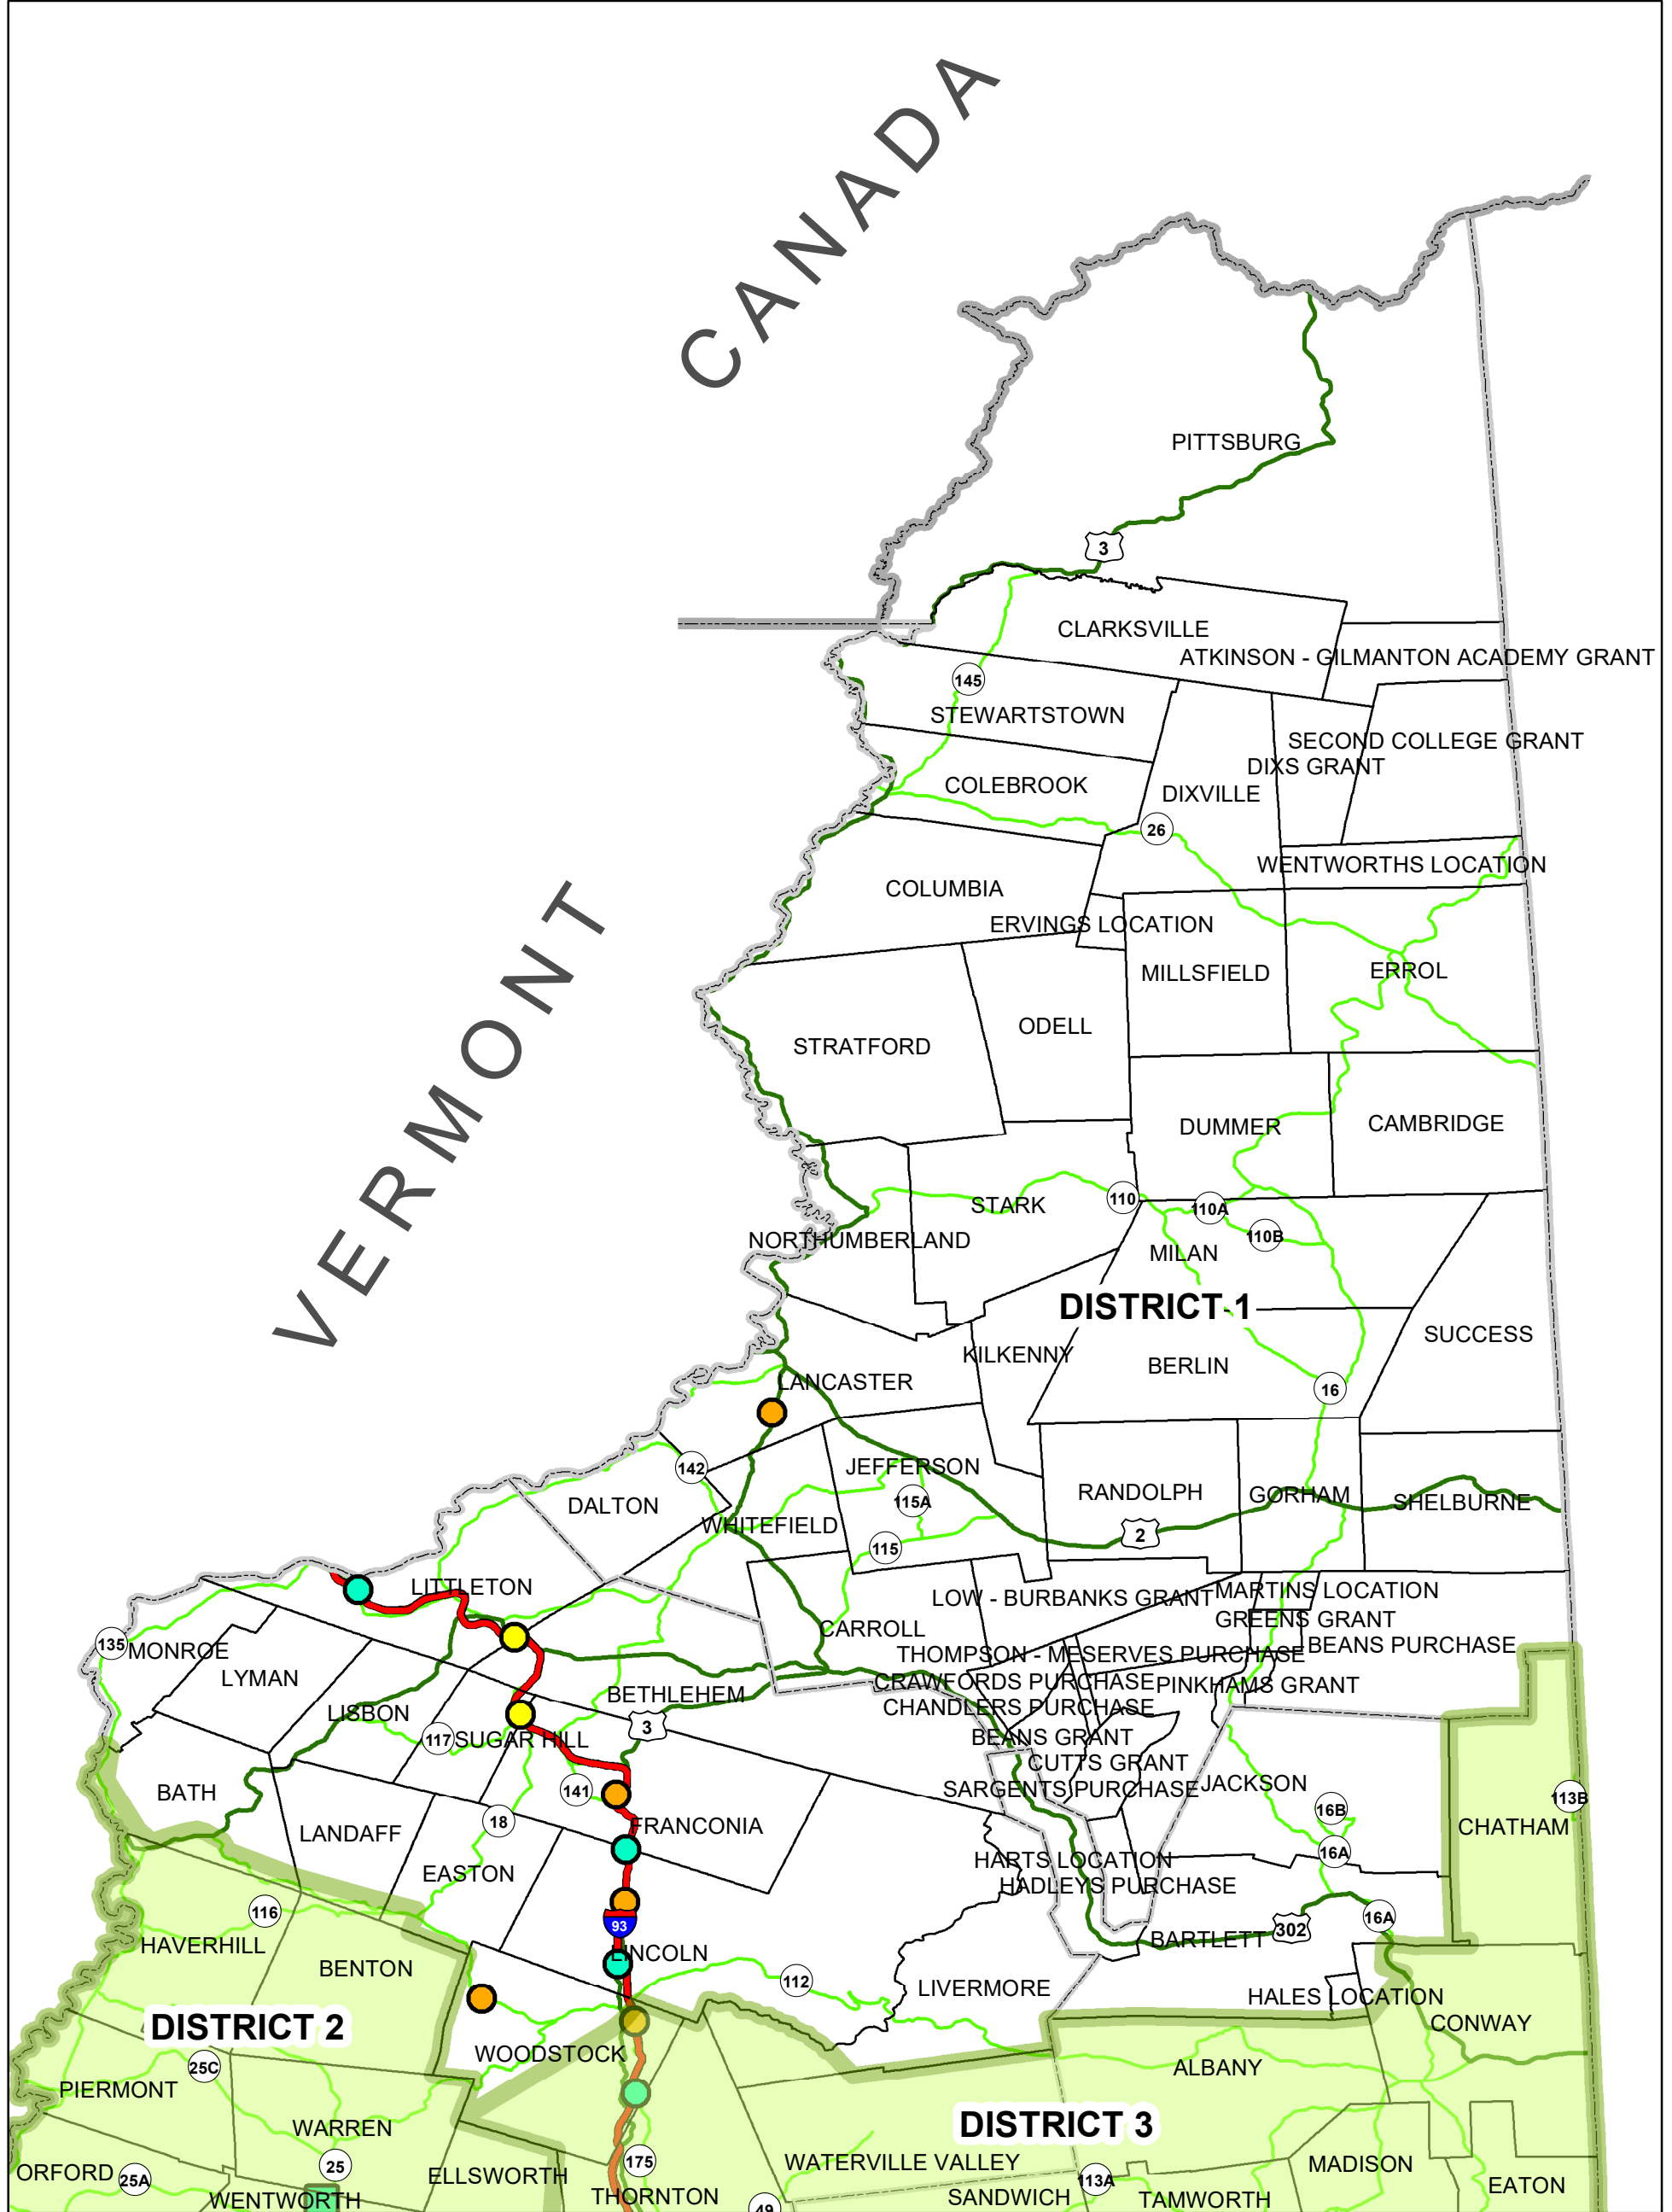 CANADA
PITTSBURG
3
CLARKSVILLE
ATKINSON - GILMANTON ACADEMY GRANT
145
STEWARTSTOWN
SECOND COLLEGE GRANT
DIXS GRANT
COLEBROOK
DIXVILLE
26
WENTWORTHS LOCATION
COLUMBIA
ERVINGS LOCATION
VERMONT
MILLSFIELD
ERROL
ODELL
STRATFORD
DUMMER
CAMBRIDGE
110
STARK
110A
110B
NORTHUMBERLAND
MILAN
DISTRICT 1
SUCCESS
KILKENNY
BERLIN
LANCASTER
16
142
JEFFERSON
RANDOLPH
GORHAM
SHELBURNE
115A
DALTON
WHITEFIELD
2
115
LITTLETON
LOW - BURBANKS GRANT
MARTINS LOCATION
GREENS GRANT
CARROLL
135
MONROE
BEANS PURCHASE
THOMPSON - MESERVES PURCHASE
LYMAN
CRAWFORDS PURCHASE
PINKHAMS GRANT
BETHLEHEM
CHANDLERS PURCHASE
LISBON
3
117
SUGAR HILL
BEANS GRANT
CUTTS GRANT
SARGENTS PURCHASE
JACKSON
141
BATH
113B
16B
18
FRANCONIA
CHATHAM
LANDAFF
16A
HARTS LOCATION
EASTON
HADLEYS PURCHASE
116
16A
93
302
BARTLETT
HAVERHILL
LINCOLN
BENTON
112
LIVERMORE
HALES LOCATION
CONWAY
DISTRICT 2
WOODSTOCK
25C
ALBANY
PIERMONT
DISTRICT 3
WARREN
175
WATERVILLE VALLEY
MADISON
25
ORFORD
25A
ELLSWORTH
113A
EATON
THORNTON
SANDWICH
TAMWORTH
WENTWORTH
49